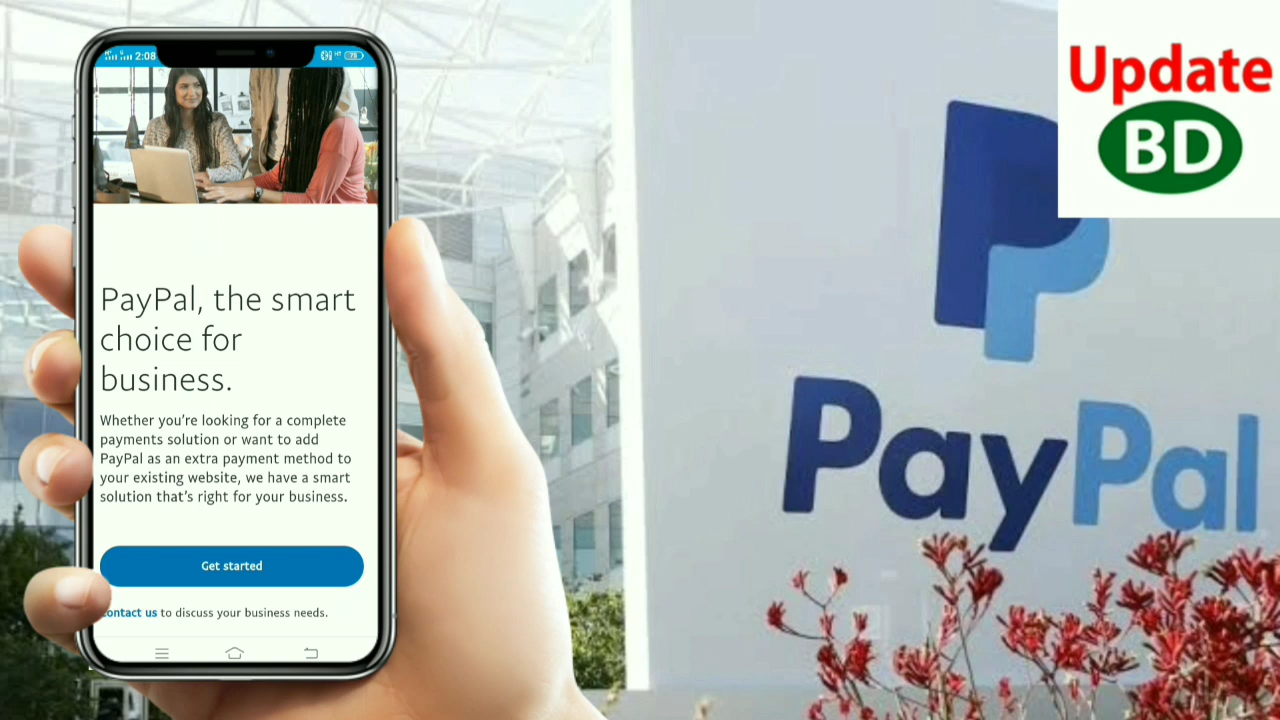 2:08
PayPal, the smart
choice for
business.
Whether you're looking for a complete
payments solution or want to add
PayPal as an extra payment method to
your existing website, we have a smart
solution that's right for your business.
Get started
contact us to discuss your business needs.
PayPal
Update
BD